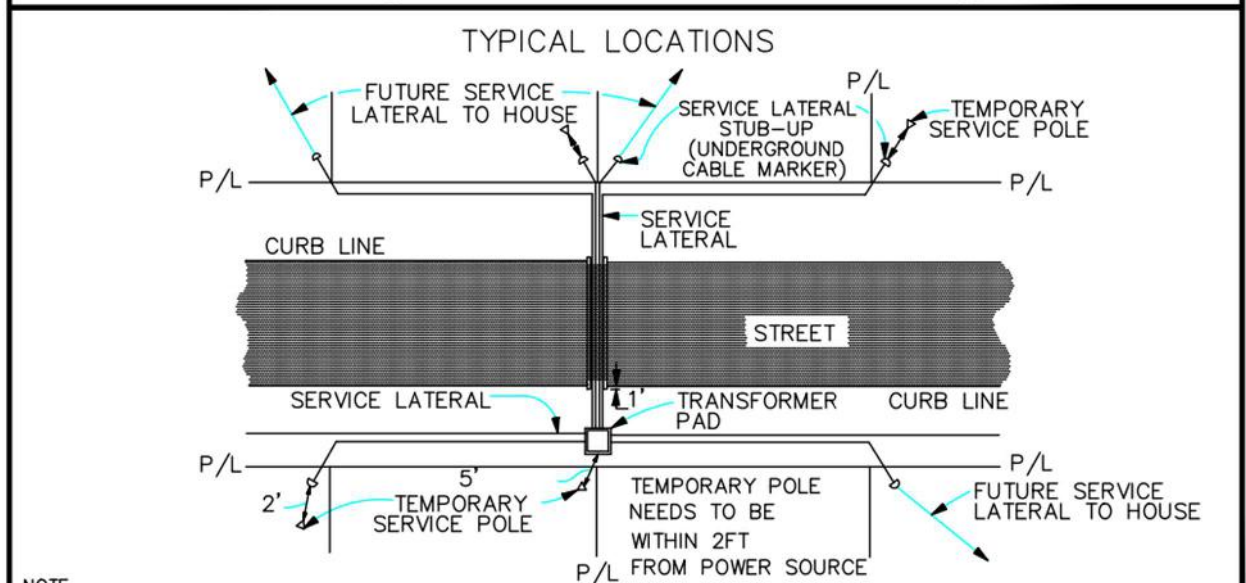 TYPICAL LOCATIONS
FUTURE SERVICE
LATERAL TO HOUSE
SERVICE LATERAL
STUB-UP
(UNDERGROUND
CABLE MARKER)
P/L
TEMPORARY
SERVICE POLE
P/L
P/L
SERVICE
LATERAL
CURB LINE
STREET
SERVICE LATERAL
1'
TRANSFORMER
PAD
CURB LINE
P/L
P/L
5'
2'
TEMPORARY
SERVICE POLE
TEMPORARY POLE
NEEDS TO BE
WITHIN 2FT
FROM POWER SOURCE
FUTURE SERVICE
LATERAL TO HOUSE
P/L
NOTE